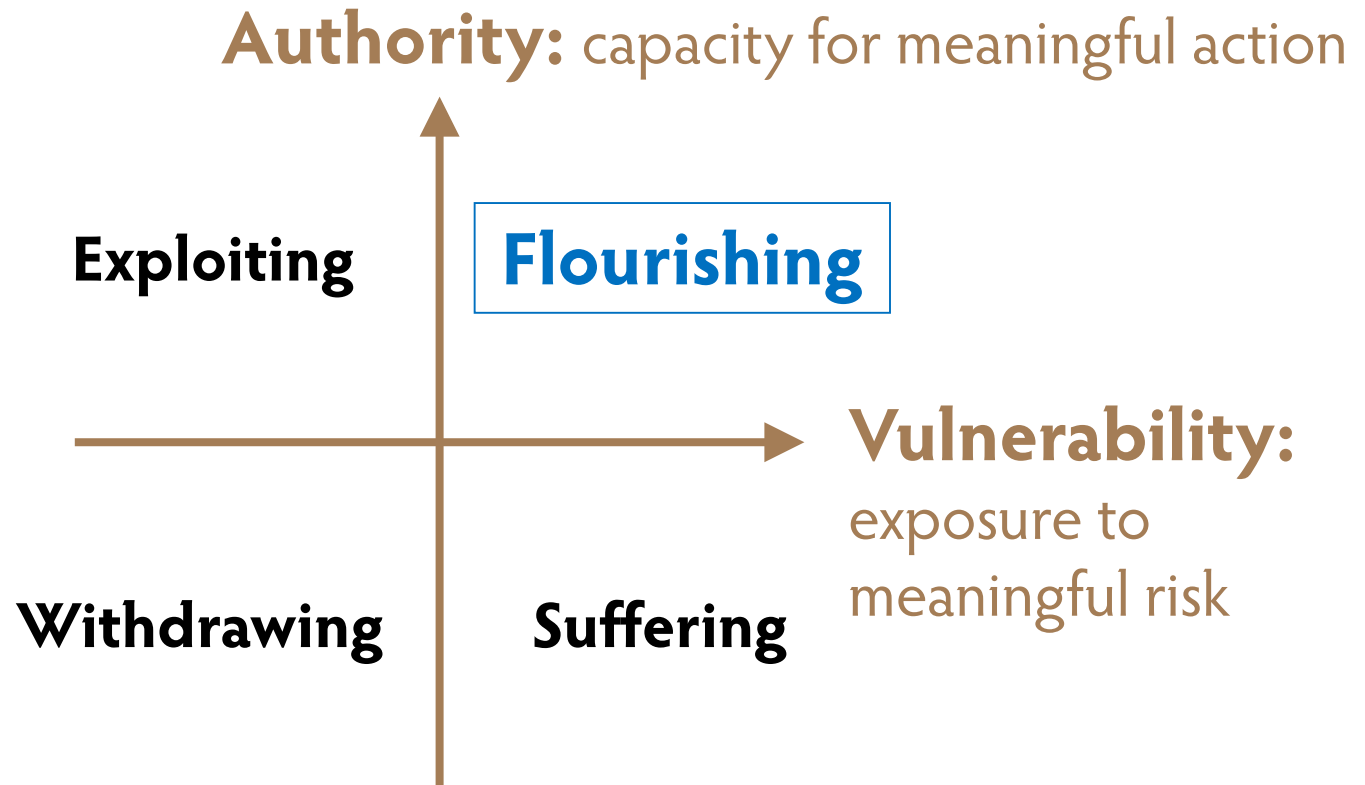 Authority: capacity for meaningful action
Exploiting
Flourishing
Vulnerability:
exposure to
meaningful risk
Withdrawing
Suffering